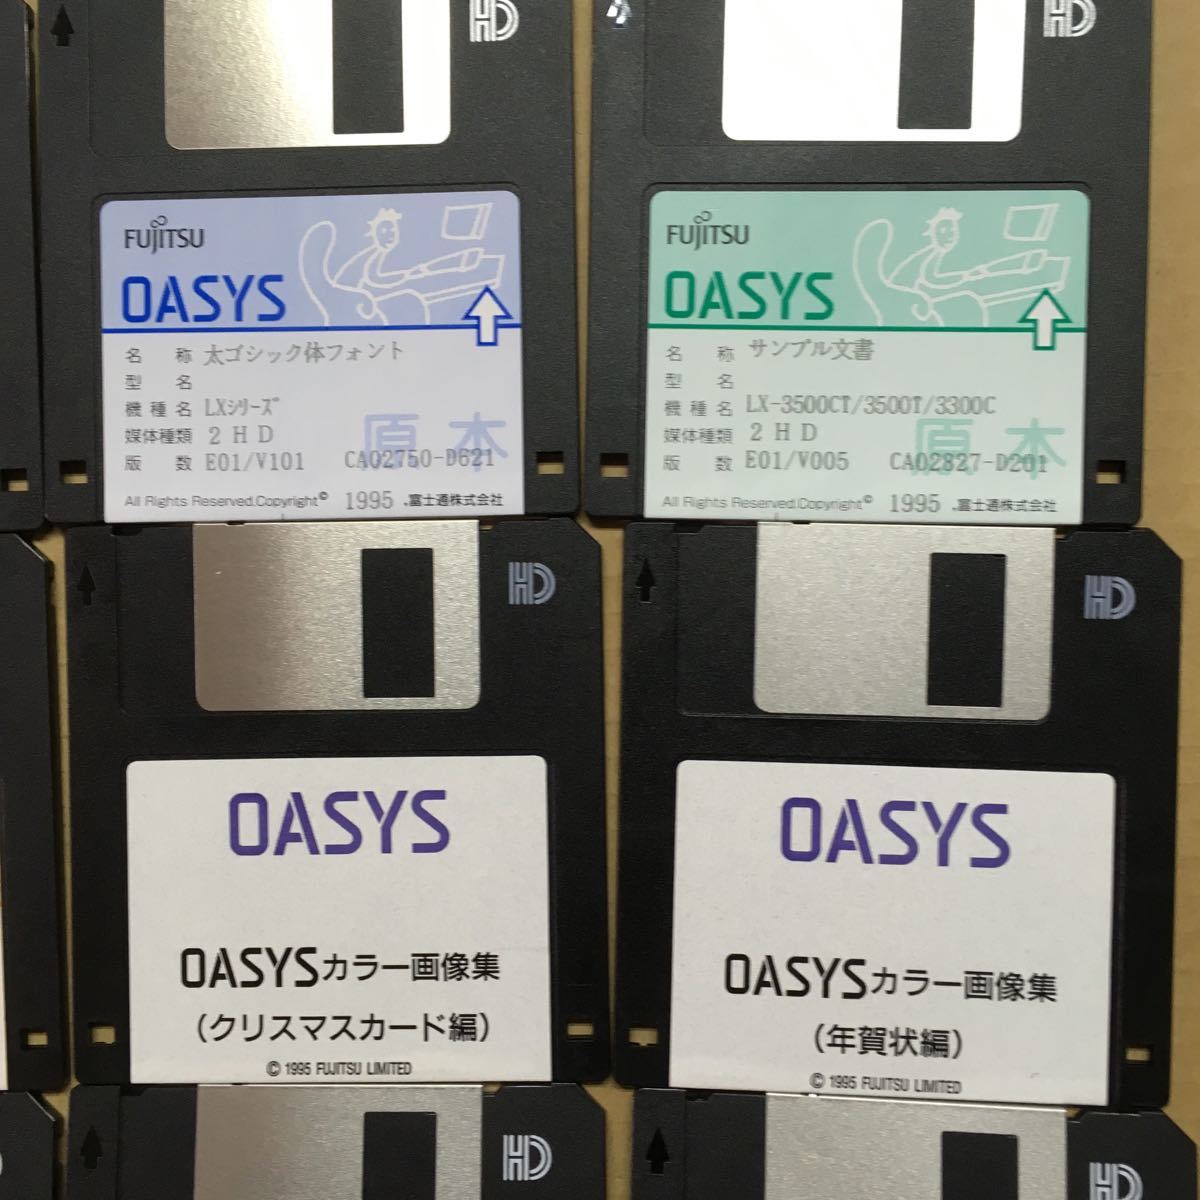 HD
HD
FUJITSU
OASYS
名称 太ゴシック体フォント
型名
機種名 LXシリーズ
媒体種類 2HD
版数 E01/V101 CA02750-D621
原本
All Rights Reserved.Copyright© 1995 .富士通株式会社
FUJITSU
OASYS
名称 サンプル文書
型名
機種名 LX-3500CT/3500T/3300C
媒体種類 2HD
版数 E01/V005 CA02827-D201
原本
All Rights Reserved.Copyright© 1995 .富士通株式会社
HD
OASYS
OASYSカラー画像集
（クリスマスカード編）
© 1995 FUJITSU LIMITED
HD
OASYS
OASYSカラー画像集
（年賀状編）
© 1995 FUJITSU LIMITED
HD
HD